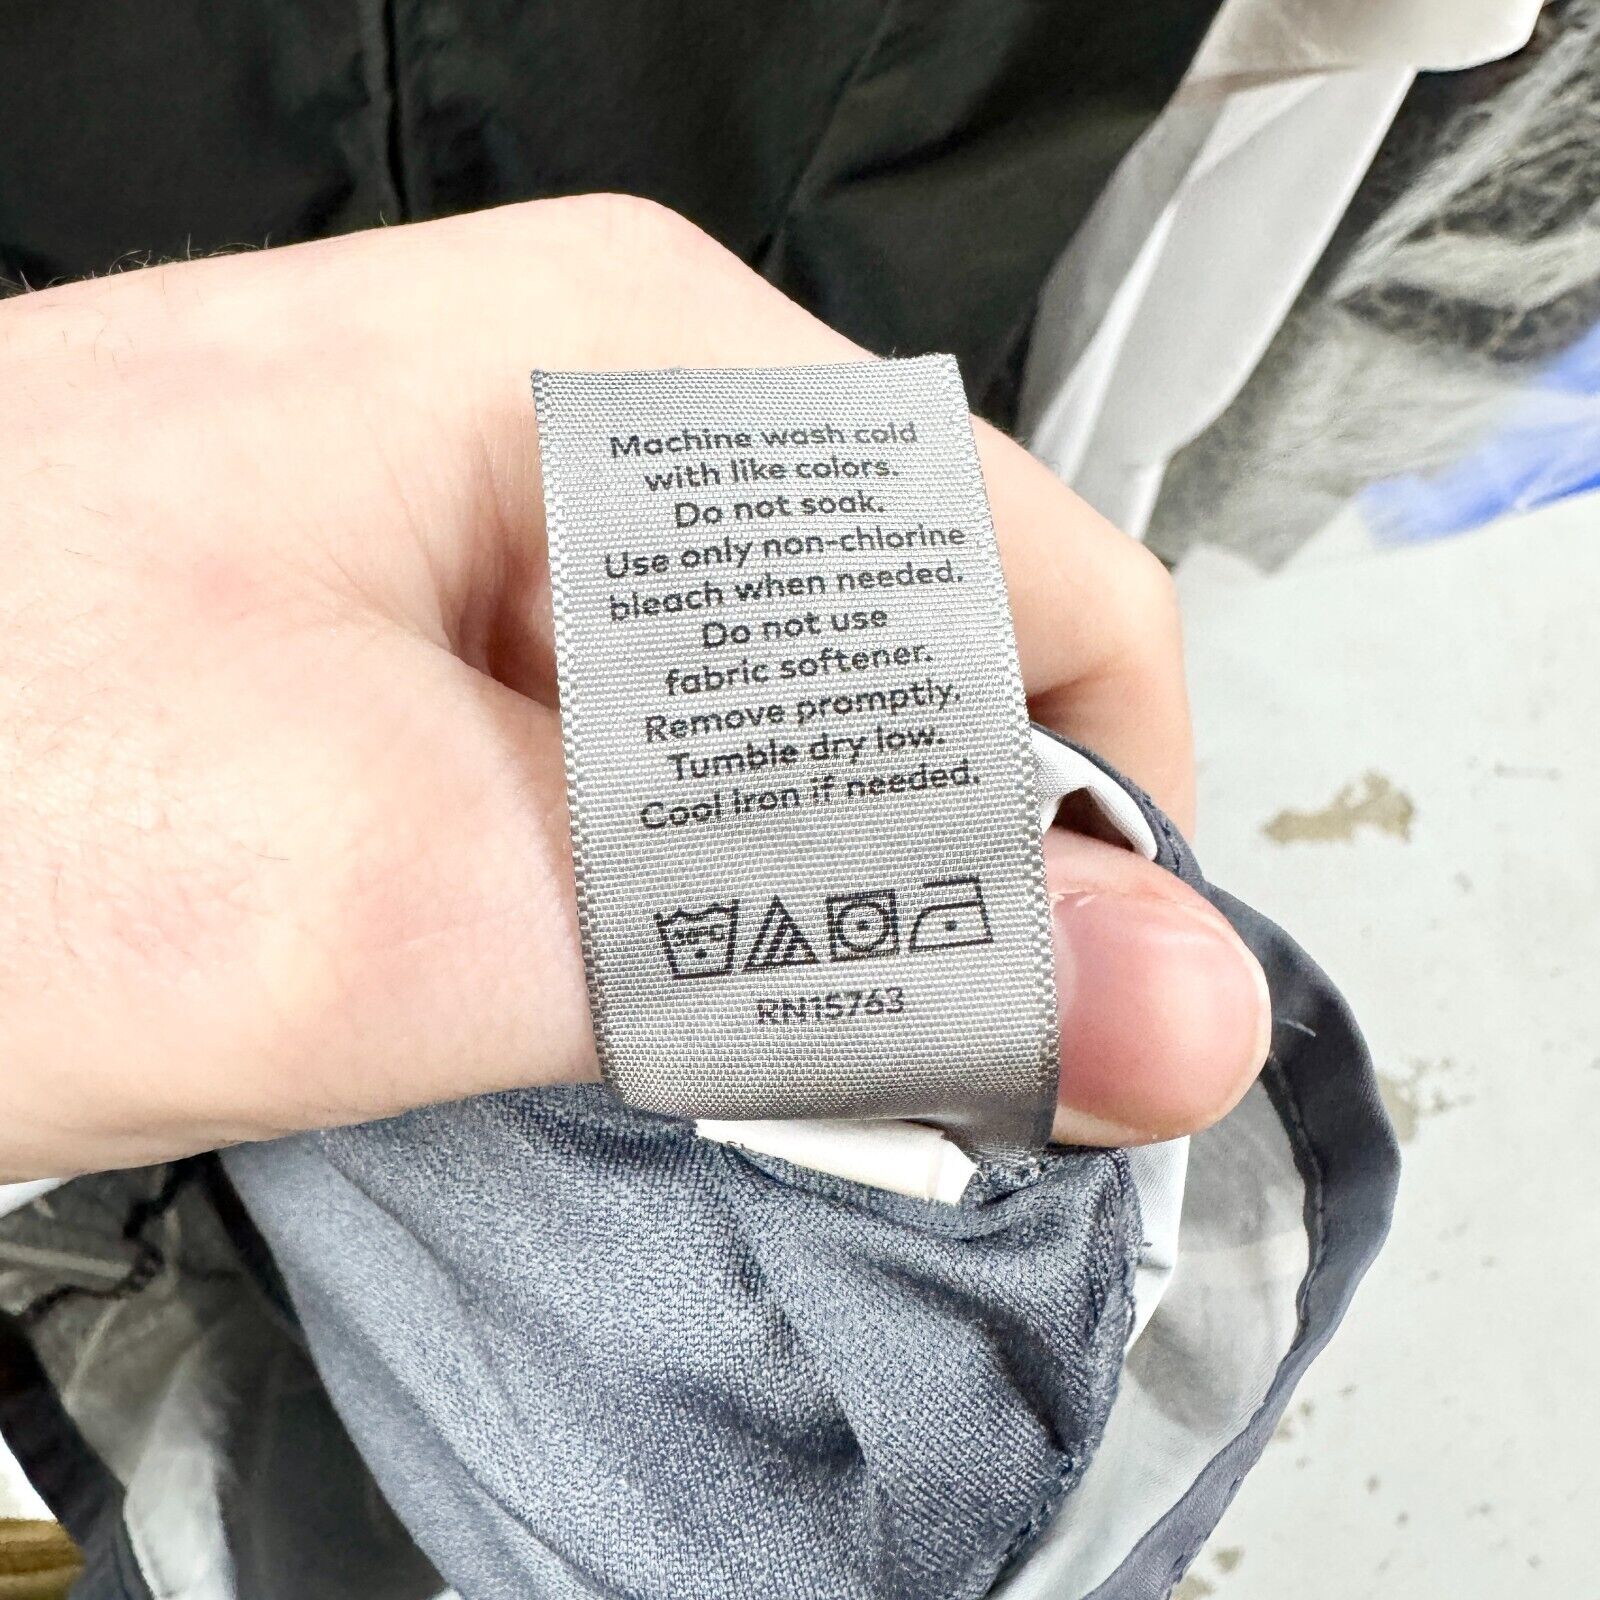 Machine wash cold
with like colors.
Do not soak.
Use only non-chlorine
bleach when needed.
Do not use
fabric softener.
Remove promptly.
Tumble dry low.
Cool iron if needed.
30°C
RN15763